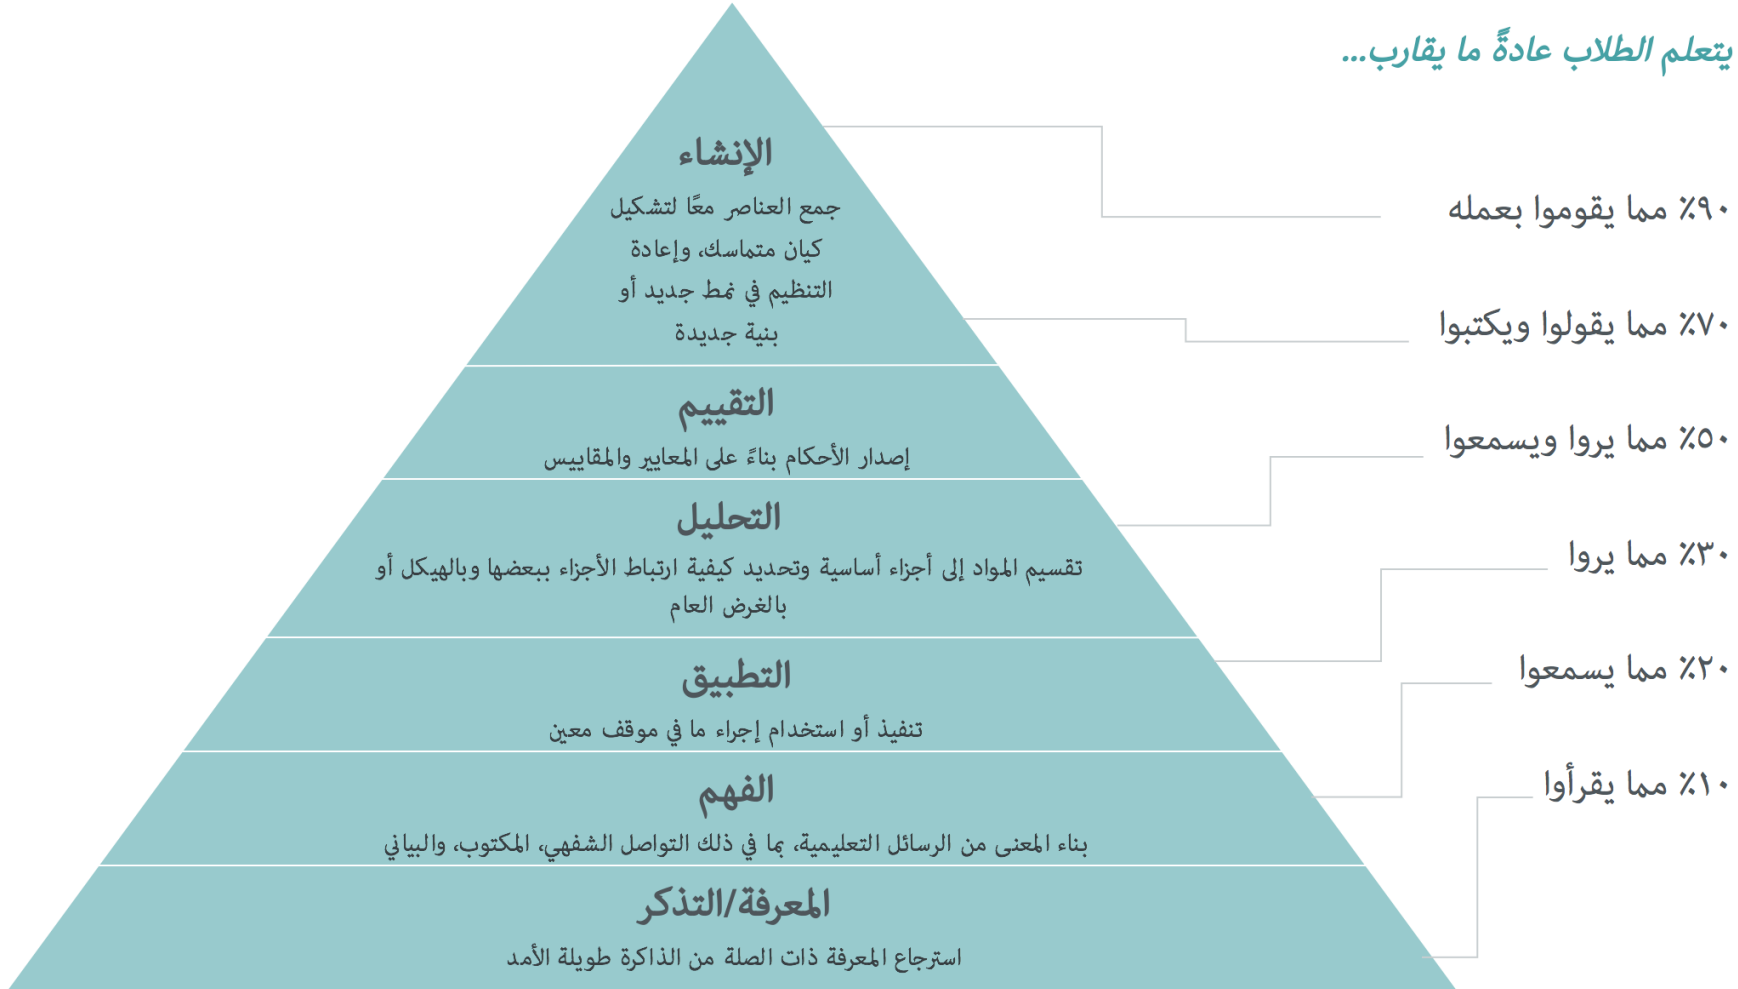 يتعلم الطلاب عادةً ما يقارب...
الإنشاء
جمع العناصر معًا لتشكيل
كيان متماسك، وإعادة
التنظيم في نمط جديد أو
بنية جديدة
التقييم
إصدار الأحكام بناءً على المعايير والمقاييس
التحليل
تقسيم المواد إلى أجزاء أساسية وتحديد كيفية ارتباط الأجزاء ببعضها وبالهيكل أو
بالغرض العام
التطبيق
تنفيذ أو استخدام إجراء ما في موقف معين
الفهم
بناء المعنى من الرسائل التعليمية، بما في ذلك التواصل الشفهي، المكتوب، والبياني
المعرفة/التذكر
استرجاع المعرفة ذات الصلة من الذاكرة طويلة الأمد
٩٠٪ مما يقوموا بعمله
٧٠٪ مما يقولوا ويكتبوا
٥٠٪ مما يروا ويسمعوا
٣٠٪ مما يروا
٢٠٪ مما يسمعوا
١٠٪ مما يقرأوا